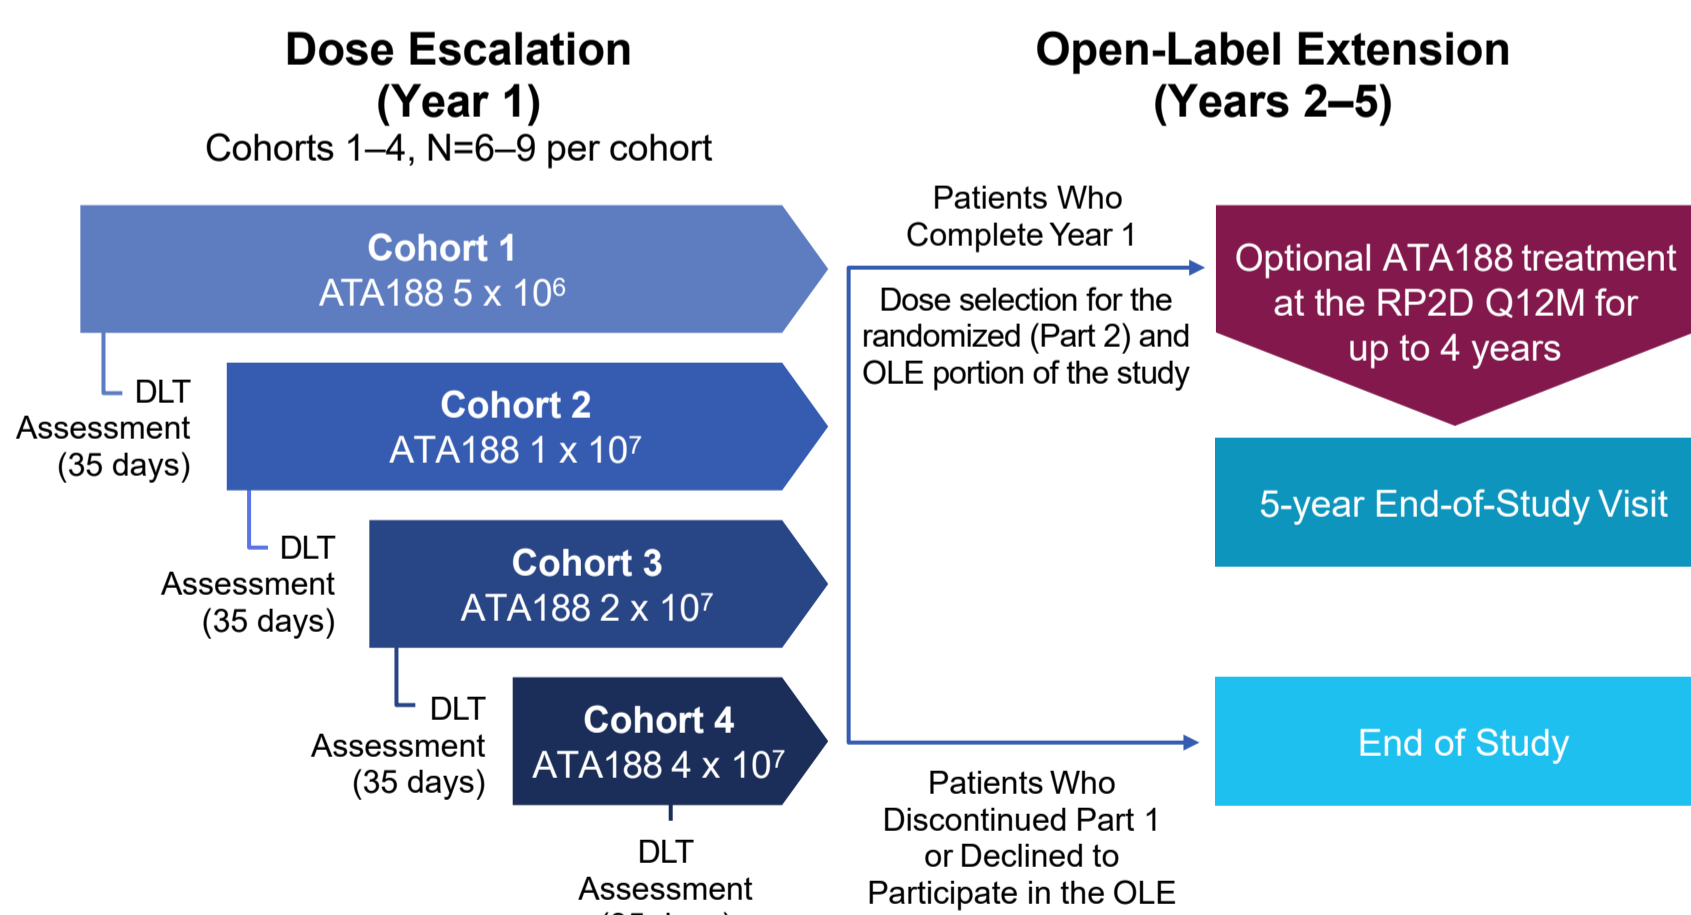 Dose Escalation
(Year 1)
Cohorts 1–4, N=6–9 per cohort
Cohort 1
ATA188 5 x 10⁶
DLT
Assessment
(35 days)
Cohort 2
ATA188 1 x 10⁷
DLT
Assessment
(35 days)
Cohort 3
ATA188 2 x 10⁷
DLT
Assessment
(35 days)
Cohort 4
ATA188 4 x 10⁷
DLT
Assessment
Open-Label Extension
(Years 2–5)
Patients Who
Complete Year 1
Dose selection for the
randomized (Part 2) and
OLE portion of the study
Optional ATA188 treatment
at the RP2D Q12M for
up to 4 years
5-year End-of-Study Visit
Patients Who
Discontinued Part 1
or Declined to
Participate in the OLE
End of Study